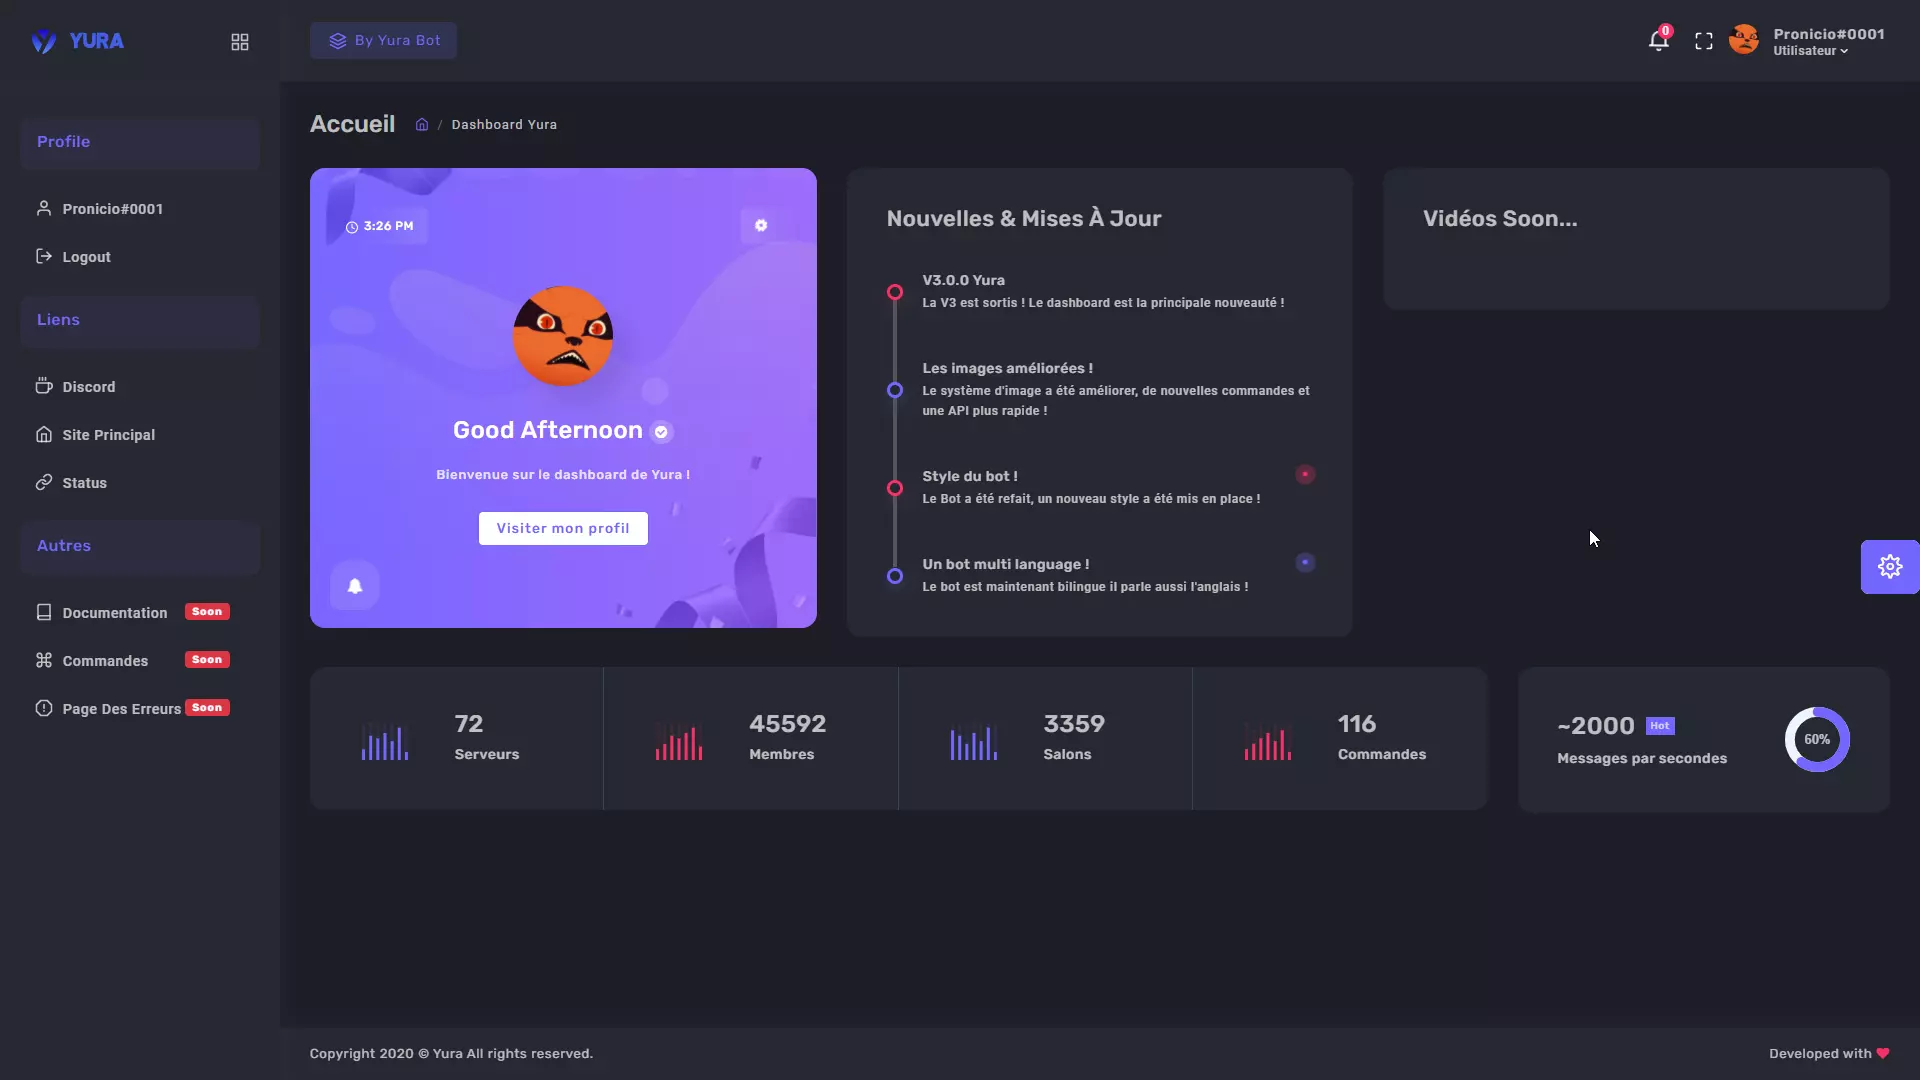 YURA
By Yura Bot
0
Pronicio#0001
Utilisateur
Profile
Pronicio#0001
Logout
Liens
Discord
Site Principal
Status
Autres
Documentation Soon
Commandes Soon
Page Des Erreurs Soon
Accueil / Dashboard Yura
3:26 PM
Good Afternoon
Bienvenue sur le dashboard de Yura !
Visiter mon profil
Nouvelles & Mises À Jour
V3.0.0 Yura
La V3 est sortis ! Le dashboard est la principale nouveauté !
Les images améliorées !
Le système d'image a été améliorer, de nouvelles commandes et
une API plus rapide !
Style du bot !
Le Bot a été refait, un nouveau style a été mis en place !
Un bot multi language !
Le bot est maintenant bilingue il parle aussi l'anglais !
Vidéos Soon...
72
Serveurs
45592
Membres
3359
Salons
116
Commandes
~2000 Hot
Messages par secondes
60%
Copyright 2020 © Yura All rights reserved.
Developed with